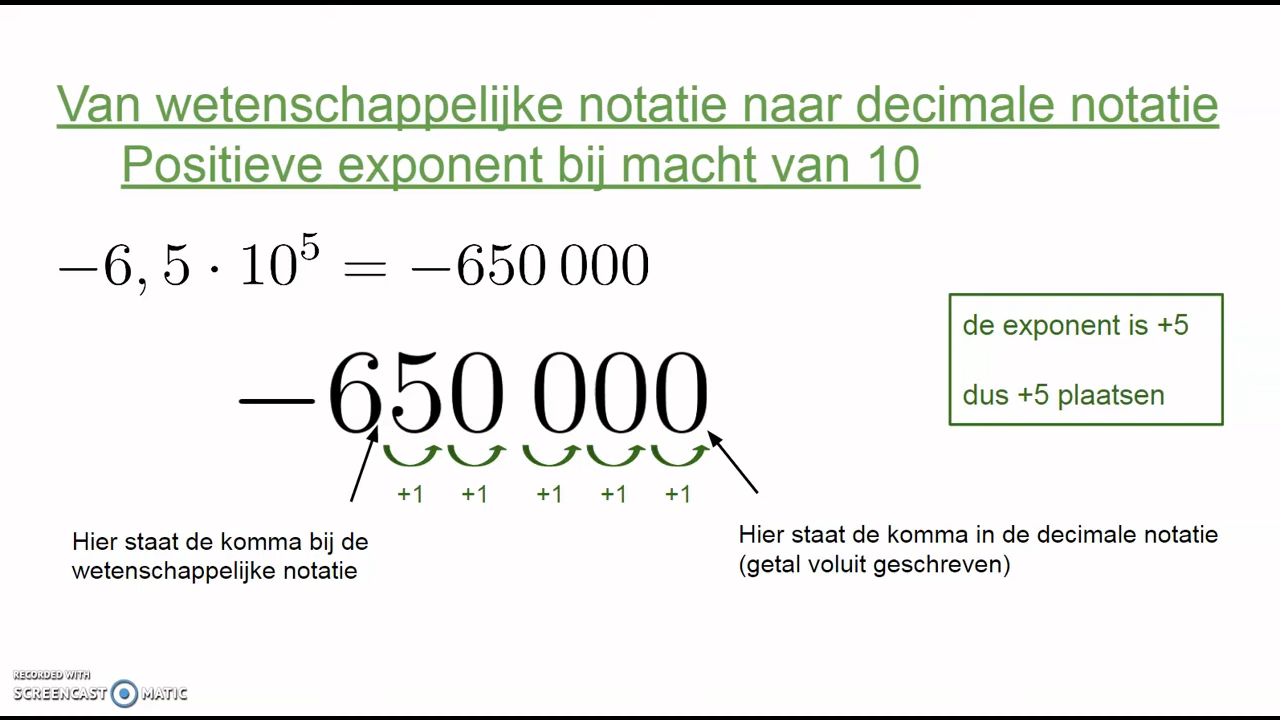 Van wetenschappelijke notatie naar decimale notatie
Positieve exponent bij macht van 10
−6,5 · 10⁵ = −650 000
de exponent is +5
dus +5 plaatsen
−650 000
+1 +1 +1 +1 +1
Hier staat de komma bij de
wetenschappelijke notatie
Hier staat de komma in de decimale notatie
(getal voluit geschreven)
RECORDED WITH
SCREENCAST MATIC